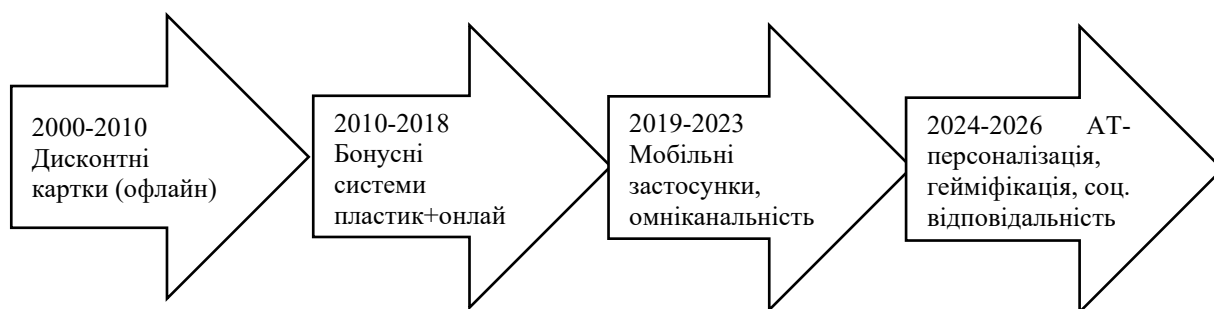 2000-2010
Дисконтні
картки (офлайн)
2010-2018
Бонусні
системи
пластик+онлай
2019-2023
Мобільні
застосунки,
омніканальність
2024-2026 АТ-
персоналізація,
гейміфікація, соц.
відповідальність